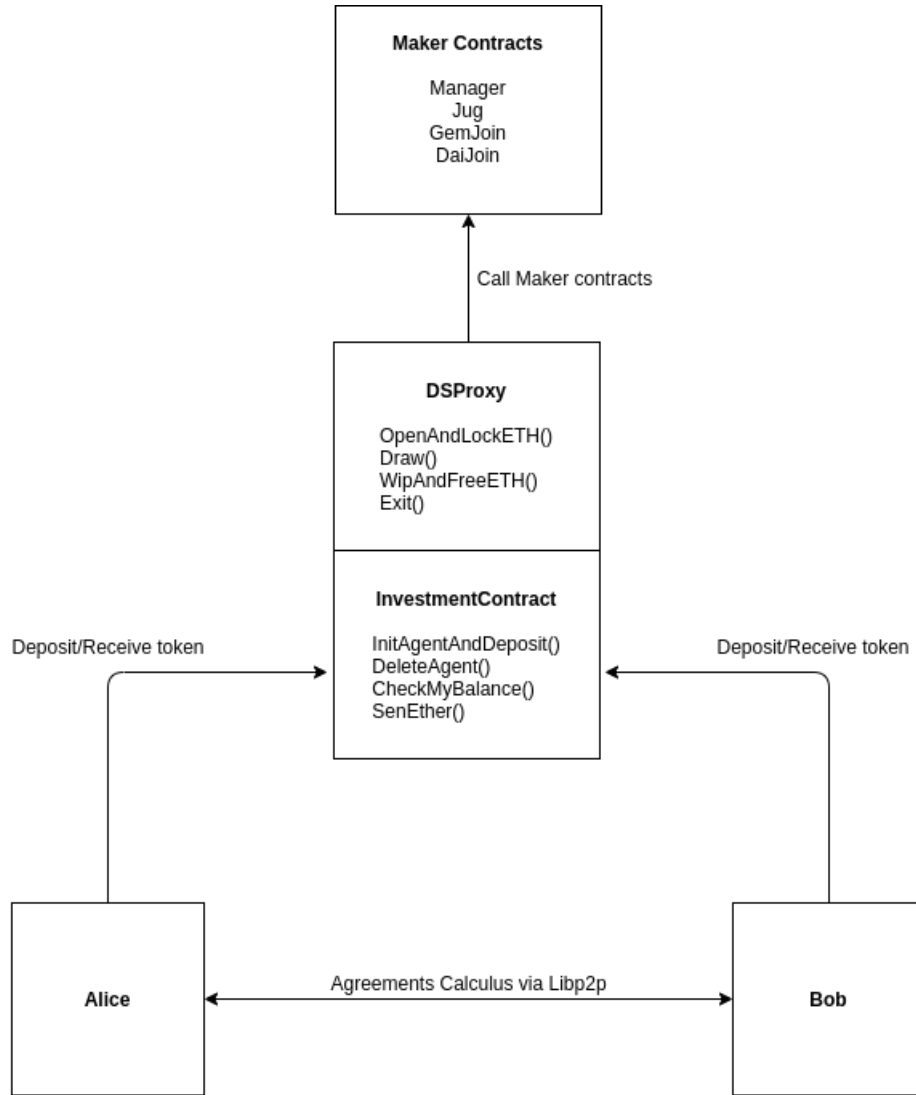 Maker Contracts
Manager
Jug
GemJoin
DaiJoin
Call Maker contracts
DSProxy
OpenAndLockETH()
Draw()
WipAndFreeETH()
Exit()
InvestmentContract
InitAgentAndDeposit()
DeleteAgent()
CheckMyBalance()
SenEther()
Deposit/Receive token
Deposit/Receive token
Alice
Agreements Calculus via Libp2p
Bob